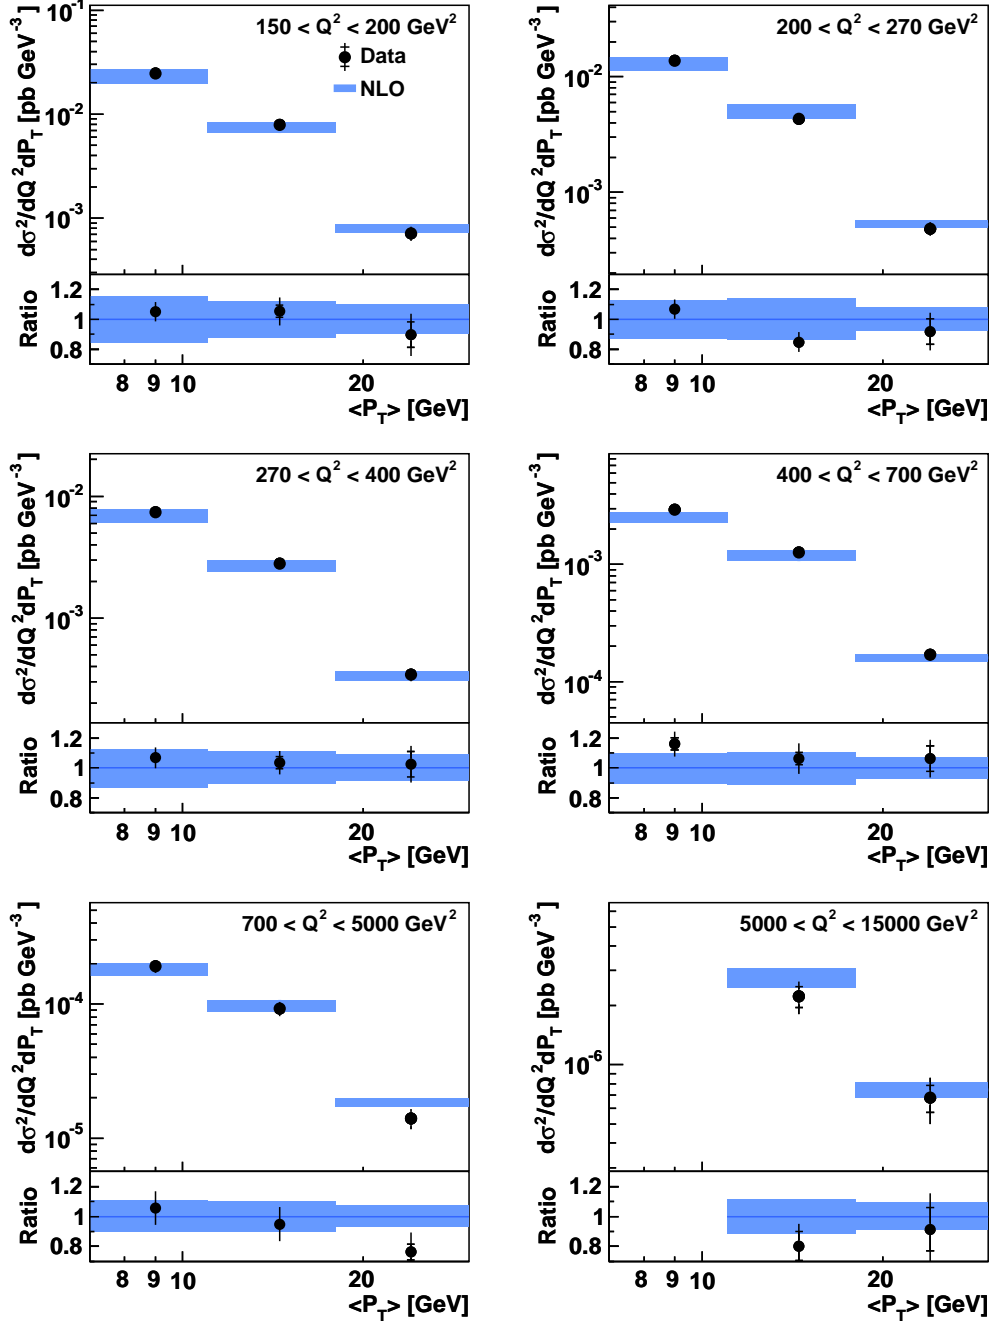 150 < Q² < 200 GeV²
Data
NLO
dσ²/dQ²dP_T [pb GeV⁻³]
10⁻¹
10⁻²
10⁻³
Ratio
1.2
1
0.8
8 9 10 20
<P_T> [GeV]
200 < Q² < 270 GeV²
dσ²/dQ²dP_T [pb GeV⁻³]
10⁻²
10⁻³
Ratio
1.2
1
0.8
8 9 10 20
<P_T> [GeV]
270 < Q² < 400 GeV²
dσ²/dQ²dP_T [pb GeV⁻³]
10⁻²
10⁻³
Ratio
1.2
1
0.8
8 9 10 20
<P_T> [GeV]
400 < Q² < 700 GeV²
dσ²/dQ²dP_T [pb GeV⁻³]
10⁻³
10⁻⁴
Ratio
1.2
1
0.8
8 9 10 20
<P_T> [GeV]
700 < Q² < 5000 GeV²
dσ²/dQ²dP_T [pb GeV⁻³]
10⁻⁴
10⁻⁵
Ratio
1.2
1
0.8
8 9 10 20
<P_T> [GeV]
5000 < Q² < 15000 GeV²
dσ²/dQ²dP_T [pb GeV⁻³]
10⁻⁶
Ratio
1.2
1
0.8
8 9 10 20
<P_T> [GeV]